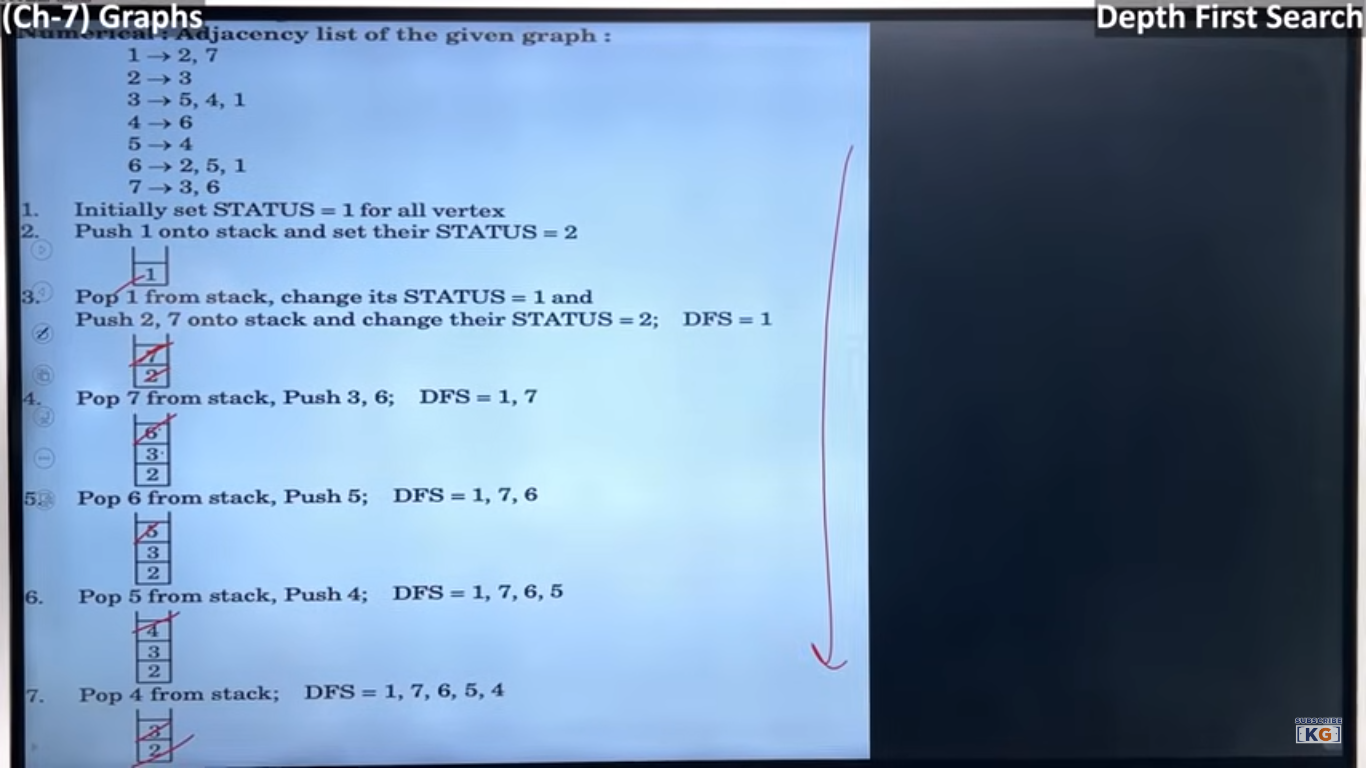 (Ch-7) Graphs
Depth First Search
Numerical : Adjacency list of the given graph :
1 → 2, 7
2 → 3
3 → 5, 4, 1
4 → 6
5 → 4
6 → 2, 5, 1
7 → 3, 6
1. Initially set STATUS = 1 for all vertex
2. Push 1 onto stack and set their STATUS = 2
1
3. Pop 1 from stack, change its STATUS = 1 and
Push 2, 7 onto stack and change their STATUS = 2; DFS = 1
7
2
4. Pop 7 from stack, Push 3, 6; DFS = 1, 7
6
3
2
5. Pop 6 from stack, Push 5; DFS = 1, 7, 6
5
3
2
6. Pop 5 from stack, Push 4; DFS = 1, 7, 6, 5
4
3
2
7. Pop 4 from stack; DFS = 1, 7, 6, 5, 4
3
2
SUBSCRIBE
[KG]